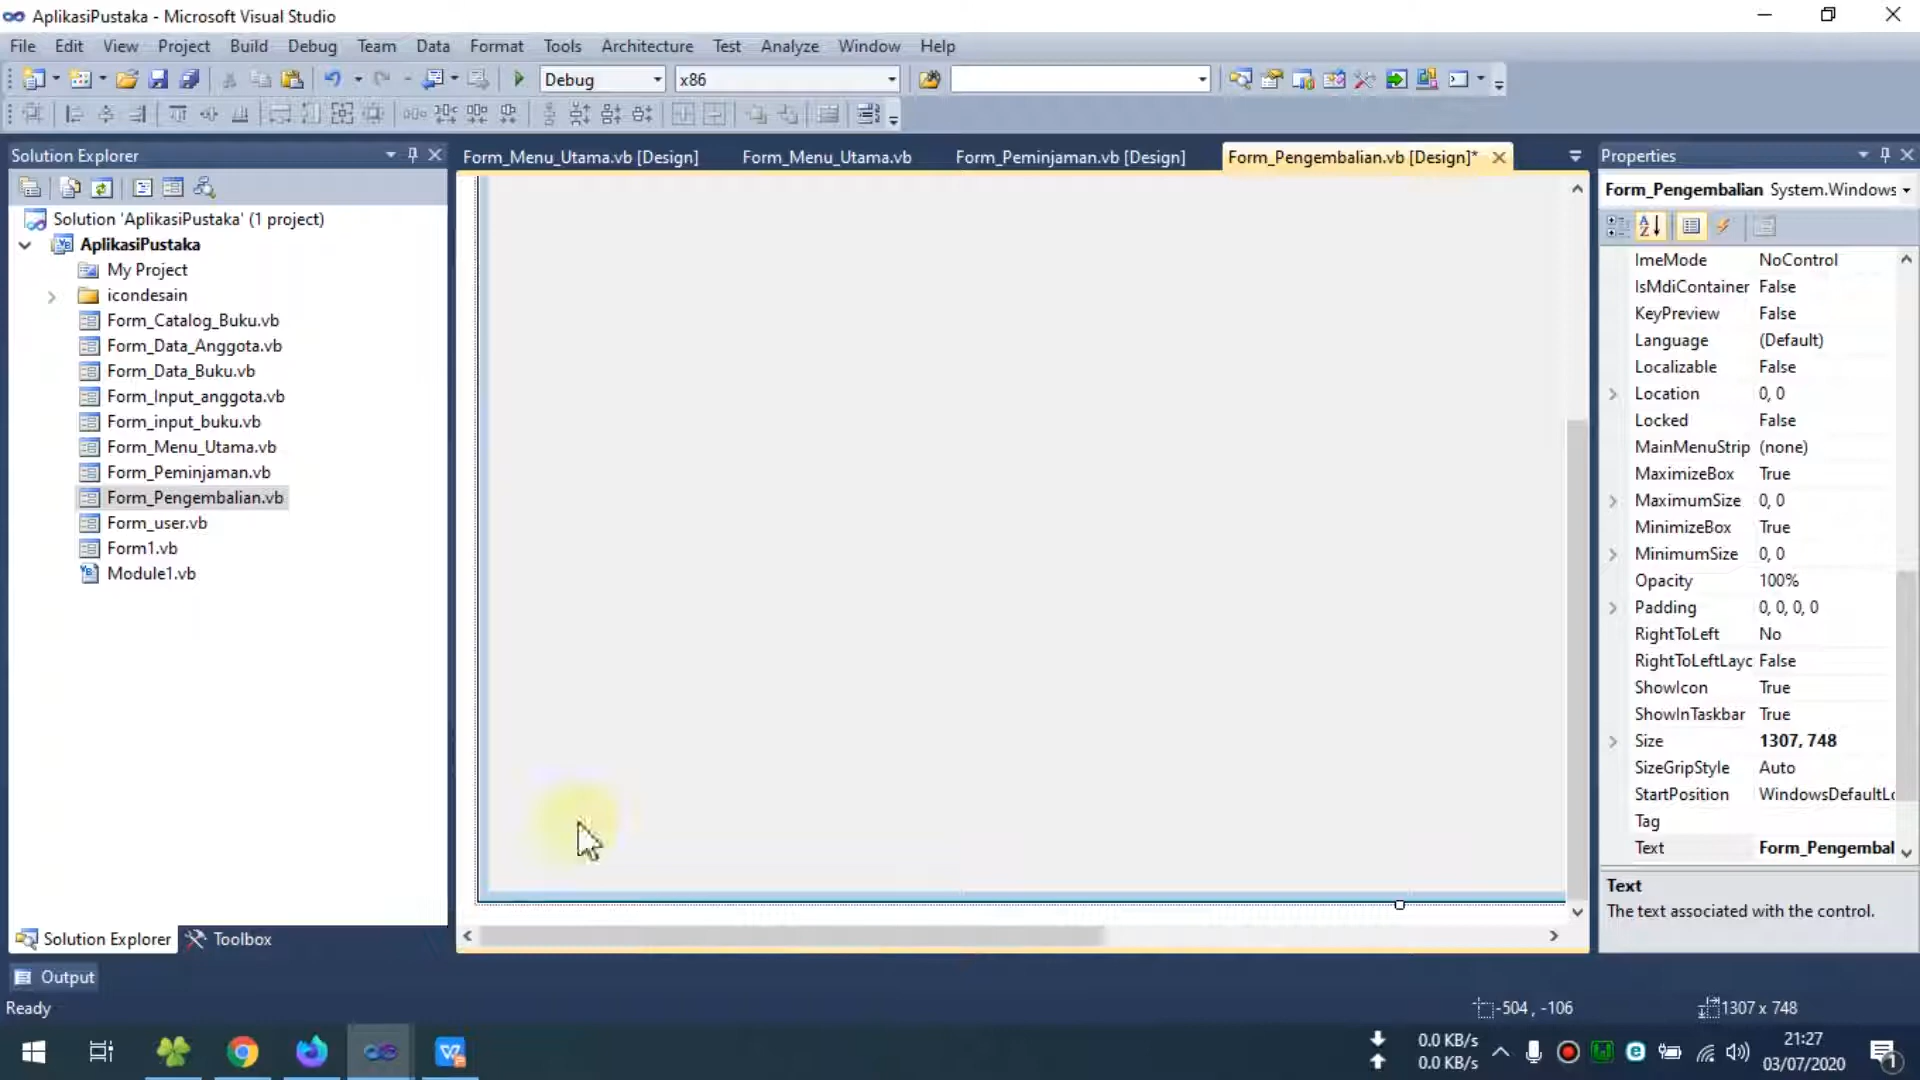 AplikasiPustaka - Microsoft Visual Studio
File Edit View Project Build Debug Team Data Format Tools Architecture Test Analyze Window Help
Debug x86
Solution Explorer
Form_Menu_Utama.vb [Design] Form_Menu_Utama.vb Form_Peminjaman.vb [Design] Form_Pengembalian.vb [Design]*
Properties
Form_Pengembalian System.Windows
Solution 'AplikasiPustaka' (1 project)
AplikasiPustaka
My Project
icondesain
Form_Catalog_Buku.vb
Form_Data_Anggota.vb
Form_Data_Buku.vb
Form_Input_anggota.vb
Form_input_buku.vb
Form_Menu_Utama.vb
Form_Peminjaman.vb
Form_Pengembalian.vb
Form_user.vb
Form1.vb
Module1.vb
ImeMode NoControl
IsMdiContainer False
KeyPreview False
Language (Default)
Localizable False
Location 0, 0
Locked False
MainMenuStrip (none)
MaximizeBox True
MaximumSize 0, 0
MinimizeBox True
MinimumSize 0, 0
Opacity 100%
Padding 0, 0, 0, 0
RightToLeft No
RightToLeftLayo False
ShowIcon True
ShowInTaskbar True
Size 1307, 748
SizeGripStyle Auto
StartPosition WindowsDefaultLo
Tag
Text Form_Pengembal
Text
The text associated with the control.
Solution Explorer Toolbox
Output
Ready
-504 , -106
1307 x 748
0.0 KB/s
0.0 KB/s
21:27
03/07/2020
1